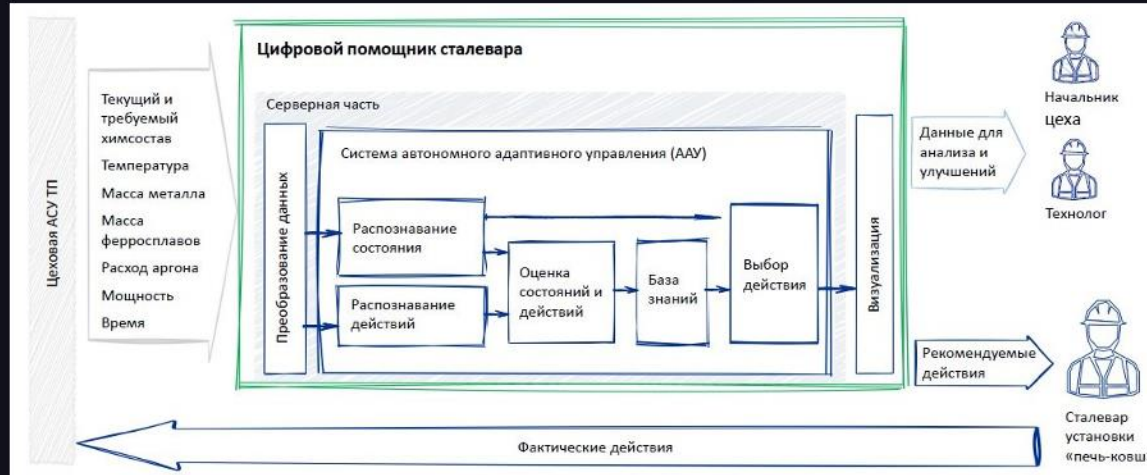 Цифровой помощник сталевара
Цеховая АСУ ТП
Текущий и
требуемый
химсостав
Температура
Масса металла
Масса
ферросплавов
Расход аргона
Мощность
Время
Серверная часть
Преобразование данных
Система автономного адаптивного управления (ААУ)
Распознавание
состояния
Распознавание
действий
Оценка
состояний и
действий
База
знаний
Выбор
действия
Визуализация
Данные для
анализа и
улучшений
Начальник
цеха
Технолог
Рекомендуемые
действия
Сталевар
установки
«печь-ковш
Фактические действия